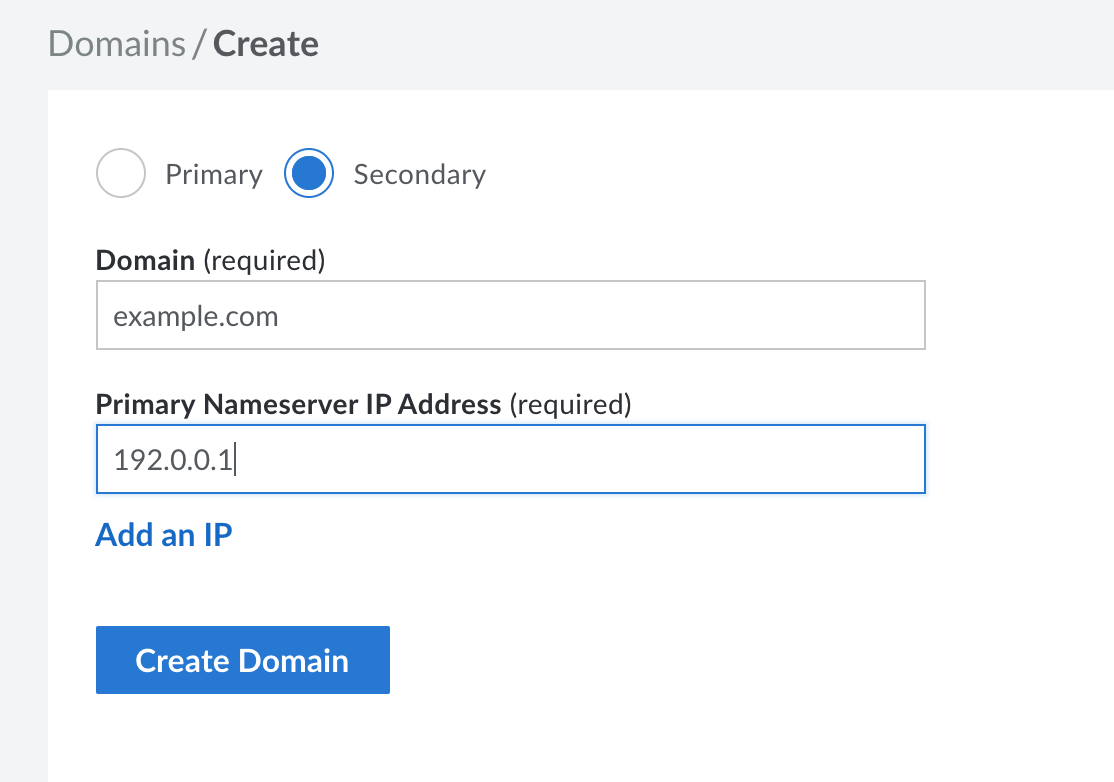 Domains / Create
Primary Secondary
Domain (required)
example.com
Primary Nameserver IP Address (required)
192.0.0.1
Add an IP
Create Domain